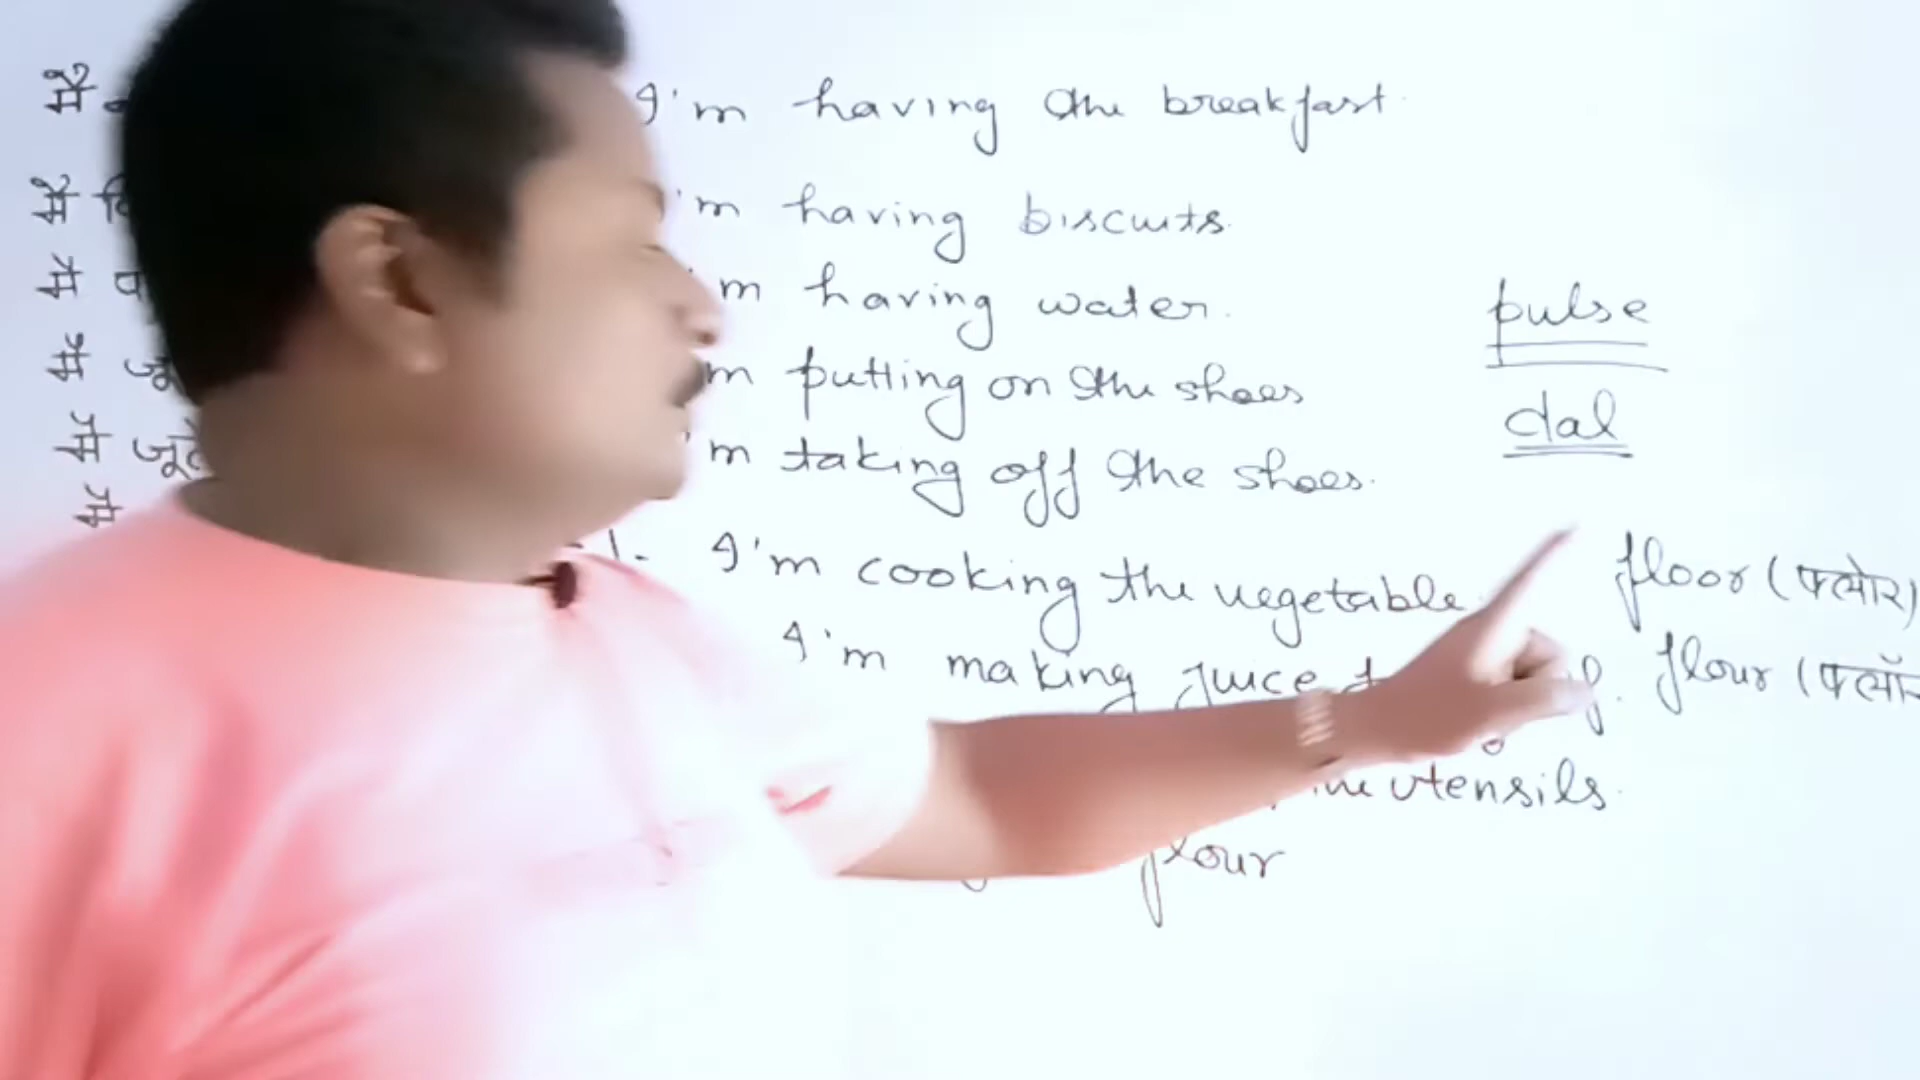 # I'm having the breakfast.
# I'm having biscuits.
# 'm having water.
# जू m putting on the shoes
# जूते 'm taking off the shoes.
# I'm cooking the vegetable.
I'm making juice
utensils.
flour
pulse
dal
floor (फ्लोर)
flour (फ्लॉ